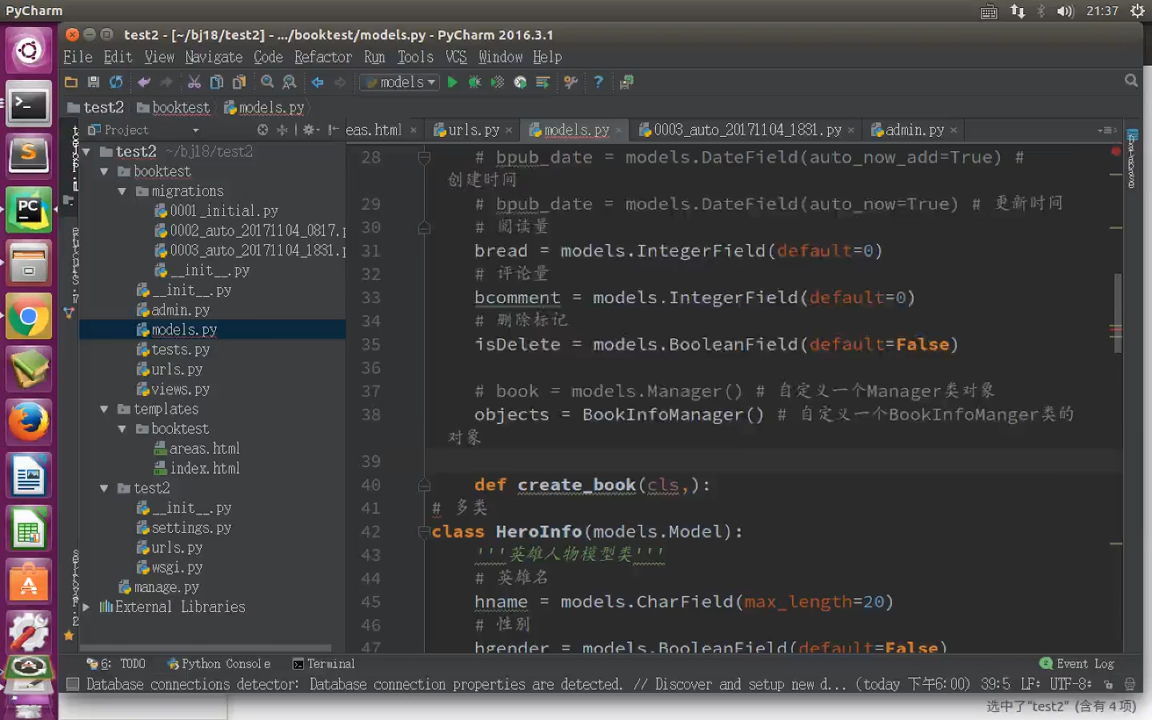 PyCharm 21:37
test2 - [~/bj18/test2] - .../booktest/models.py - PyCharm 2016.3.1
File Edit View Navigate Code Refactor Run Tools VCS Window Help
models
test2 booktest models.py
Project eas.html urls.py models.py 0003_auto_20171104_1831.py admin.py
test2 ~/bj18/test2
booktest
migrations
0001_initial.py
0002_auto_20171104_0817.p
0003_auto_20171104_1831.p
__init__.py
__init__.py
admin.py
models.py
tests.py
urls.py
views.py
templates
booktest
areas.html
index.html
test2
__init__.py
settings.py
urls.py
wsgi.py
manage.py
External Libraries
28 # bpub_date = models.DateField(auto_now_add=True) #
创建时间
29 # bpub_date = models.DateField(auto_now=True) # 更新时间
30 # 阅读量
31 bread = models.IntegerField(default=0)
32 # 评论量
33 bcomment = models.IntegerField(default=0)
34 # 删除标记
35 isDelete = models.BooleanField(default=False)
36
37 # book = models.Manager() # 自定义一个Manager类对象
38 objects = BookInfoManager() # 自定义一个BookInfoManger类的
对象
39
40 def create_book(cls,):
41 # 多类
42 class HeroInfo(models.Model):
43 '''英雄人物模型类'''
44 # 英雄名
45 hname = models.CharField(max_length=20)
46 # 性别
47 hgender = models.BooleanField(default=False)
6: TODO Python Console Terminal 2 Event Log
Database connections detector: Database connection properties are detected. // Discover and setup new d... (today 下午6:00) 39:5 LF÷ UTF-8÷
选中了"test2" (含有 4 项)